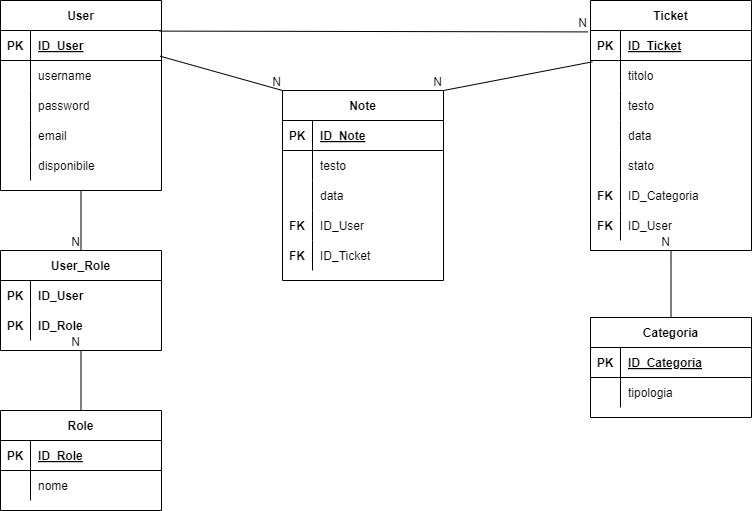 User
PK ID_User
username
password
email
disponibile
N
N
N
Ticket
PK ID_Ticket
titolo
testo
data
stato
FK ID_Categoria
FK ID_User
N
Note
PK ID_Note
testo
data
FK ID_User
FK ID_Ticket
N
User_Role
PK ID_User
PK ID_Role
N
Categoria
PK ID_Categoria
tipologia
Role
PK ID_Role
nome